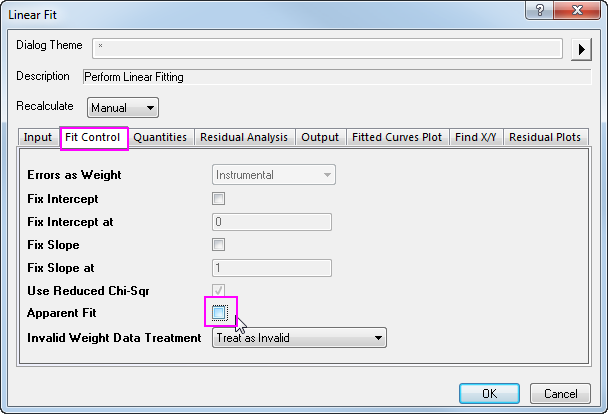 Linear Fit
Dialog Theme *
Description Perform Linear Fitting
Recalculate Manual
Input Fit Control Quantities Residual Analysis Output Fitted Curves Plot Find X/Y Residual Plots
Errors as Weight Instrumental
Fix Intercept
Fix Intercept at 0
Fix Slope
Fix Slope at 1
Use Reduced Chi-Sqr
Apparent Fit
Invalid Weight Data Treatment Treat as Invalid
OK Cancel